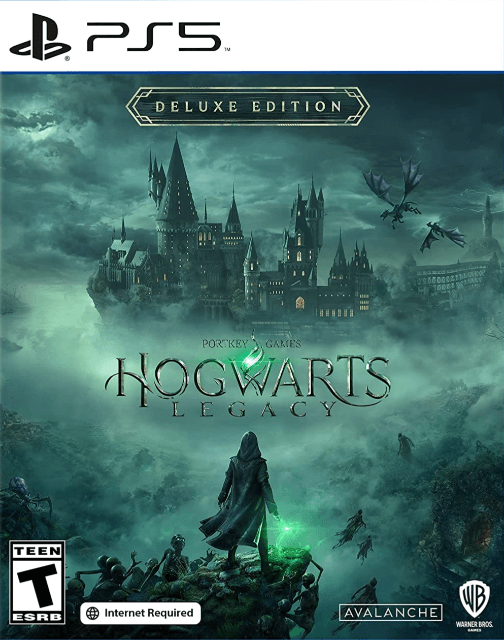 PS5
DELUXE EDITION
PORTKEY GAMES
HOGWARTS
LEGACY
TEEN
T
ESRB
Internet Required
AVALANCHE
WB
WARNER BROS.
GAMES